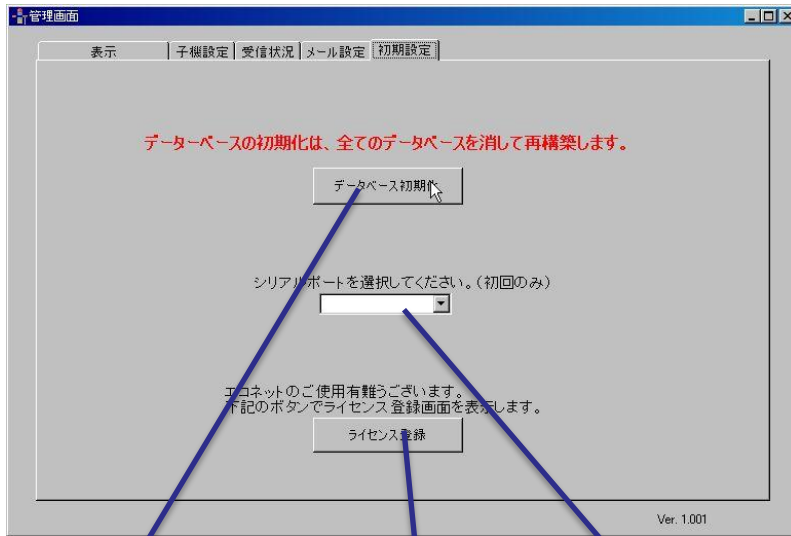 管理画面
表示 子機設定 受信状況 メール設定 初期設定
データーベースの初期化は、全てのデータベースを消して再構築します。
データベース初期化
シリアルポートを選択してください。(初回のみ)
エコネットのご使用有難うございます。
下記のボタンでライセンス登録画面を表示します。
ライセンス登録
Ver. 1.001